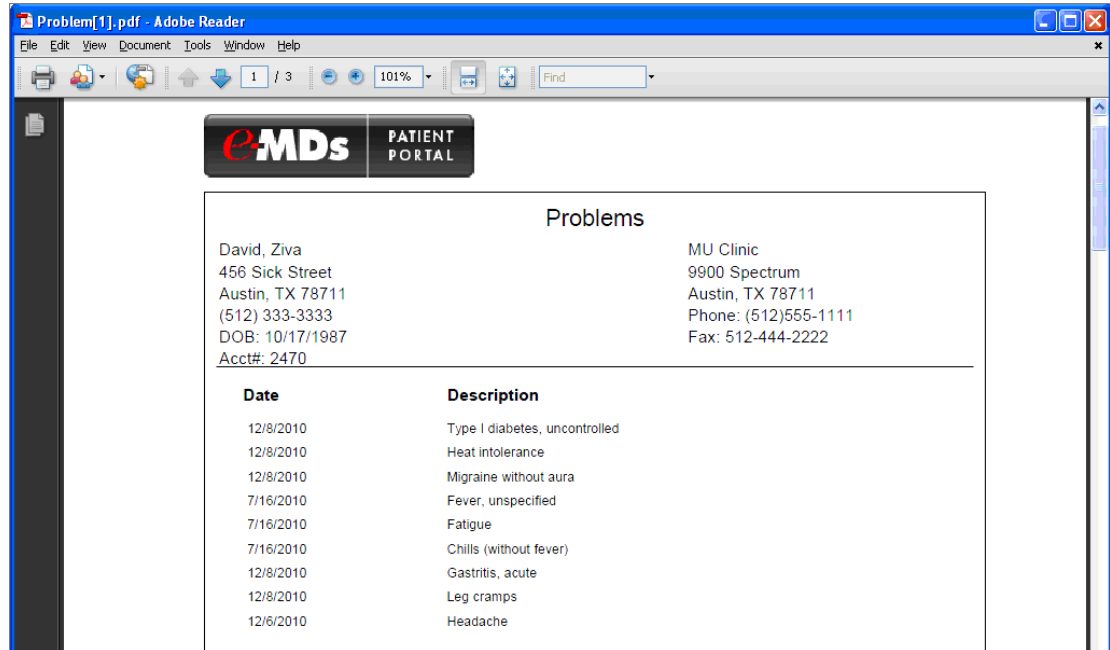 Problem[1].pdf - Adobe Reader
File Edit View Document Tools Window Help
1 / 3 101% Find
e-MDs PATIENT PORTAL
Problems
David, Ziva MU Clinic
456 Sick Street 9900 Spectrum
Austin, TX 78711 Austin, TX 78711
(512) 333-3333 Phone: (512)555-1111
DOB: 10/17/1987 Fax: 512-444-2222
Acct#: 2470
Date Description
12/8/2010 Type I diabetes, uncontrolled
12/8/2010 Heat intolerance
12/8/2010 Migraine without aura
7/16/2010 Fever, unspecified
7/16/2010 Fatigue
7/16/2010 Chills (without fever)
12/8/2010 Gastritis, acute
12/8/2010 Leg cramps
12/6/2010 Headache